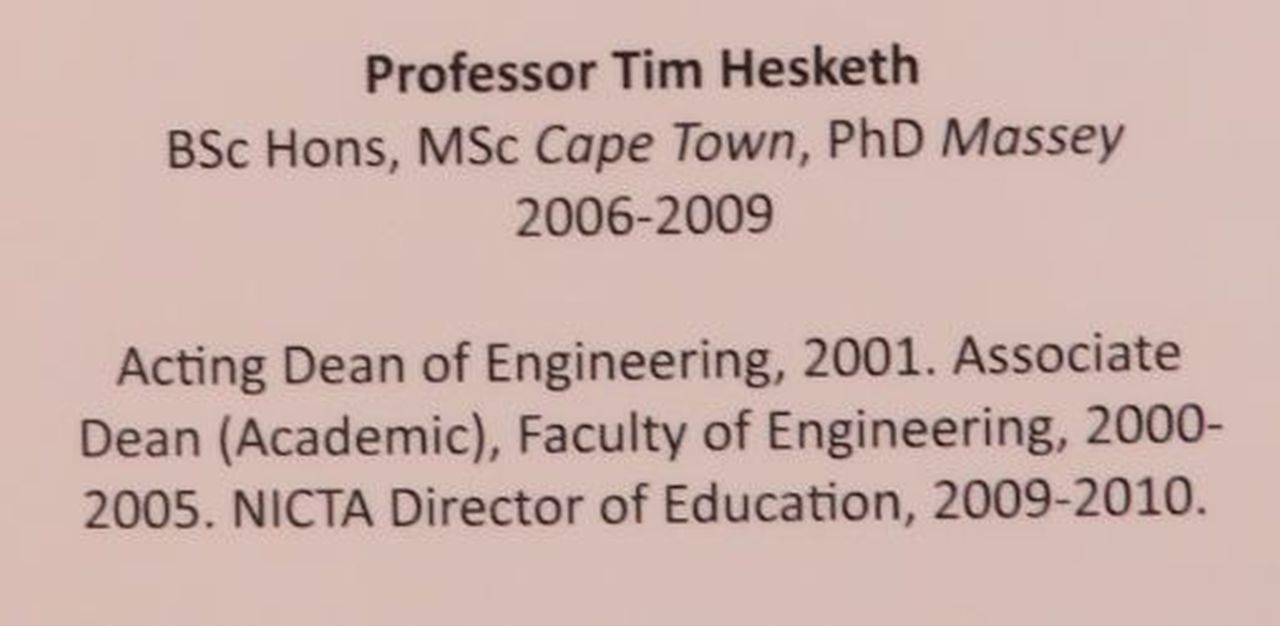 Professor Tim Hesketh
BSc Hons, MSc Cape Town, PhD Massey
2006-2009
Acting Dean of Engineering, 2001. Associate
Dean (Academic), Faculty of Engineering, 2000-
2005. NICTA Director of Education, 2009-2010.